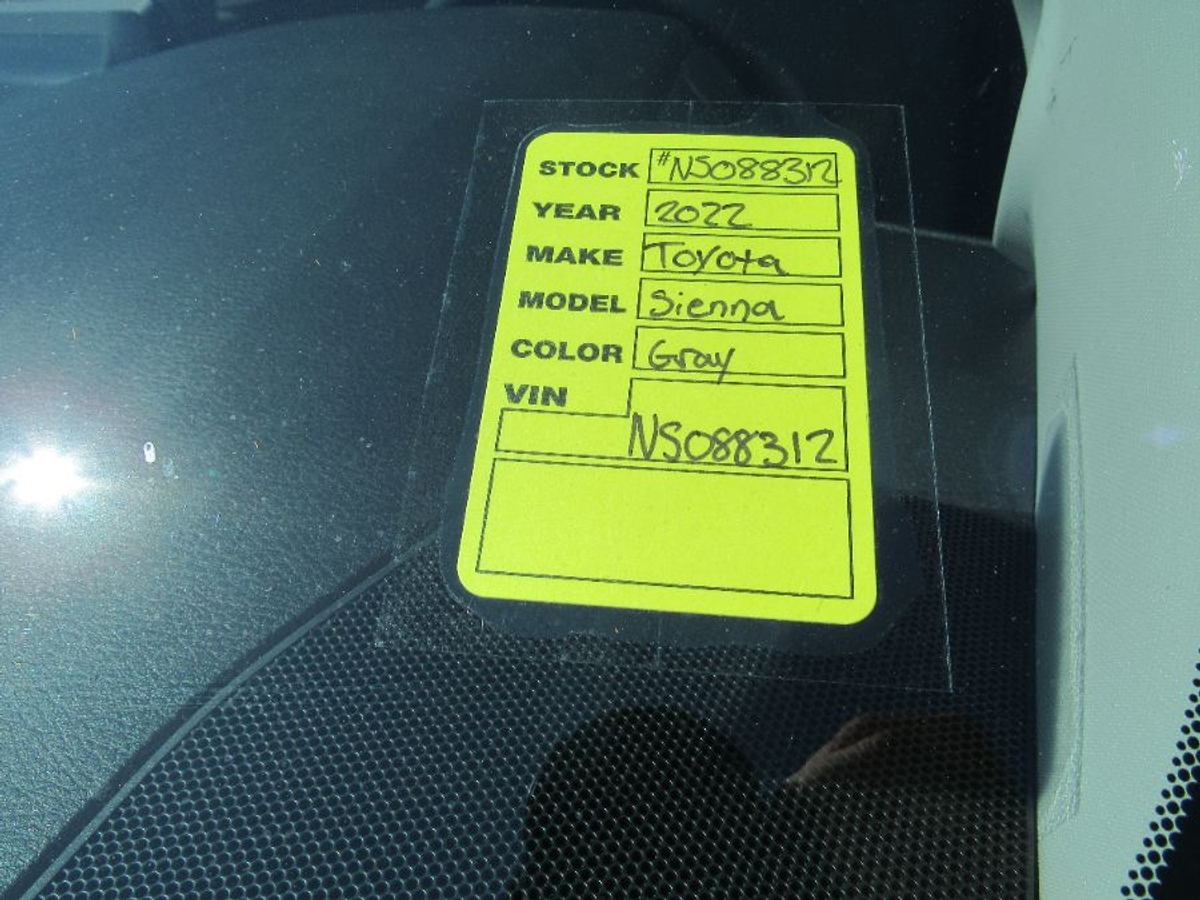 STOCK #NS088312
YEAR 2022
MAKE Toyota
MODEL Sienna
COLOR Gray
VIN
NS088312